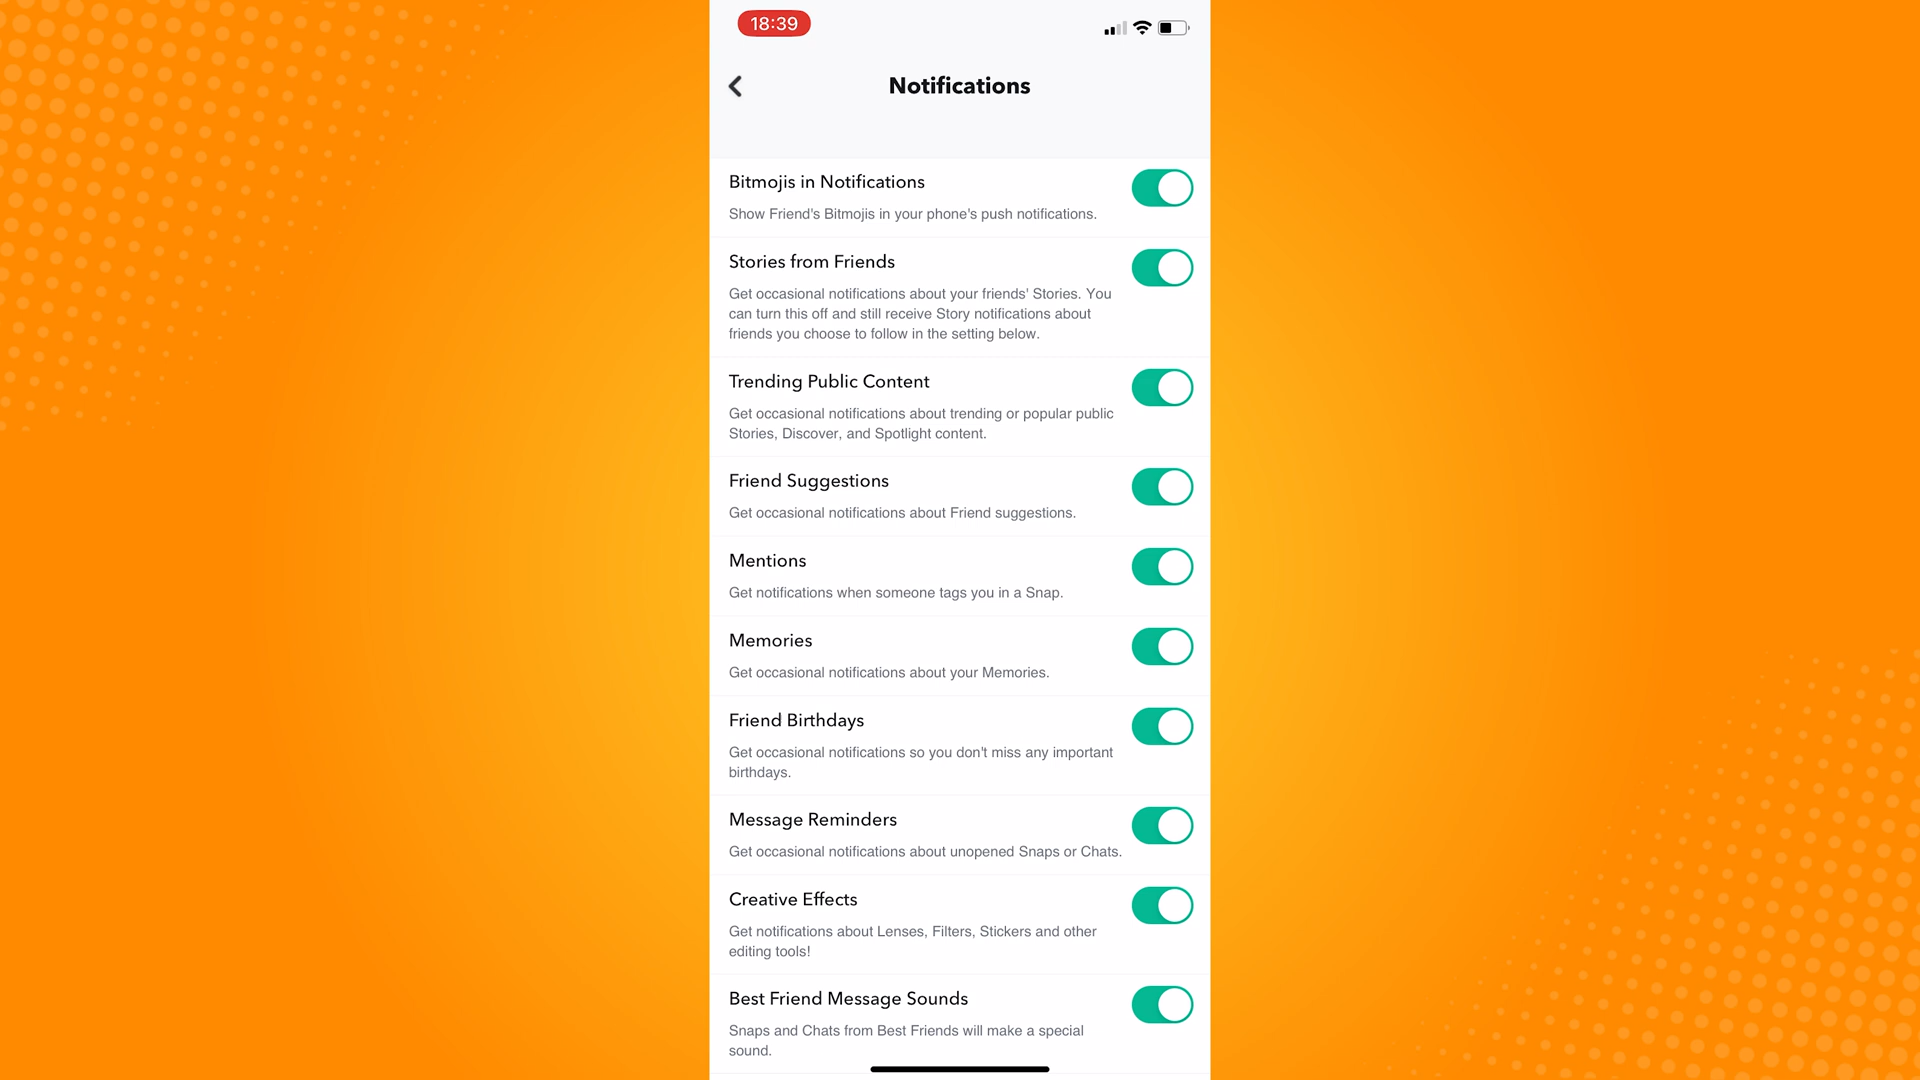 18:39
Notifications
Bitmojis in Notifications
Show Friend's Bitmojis in your phone's push notifications.
Stories from Friends
Get occasional notifications about your friends' Stories. You
can turn this off and still receive Story notifications about
friends you choose to follow in the setting below.
Trending Public Content
Get occasional notifications about trending or popular public
Stories, Discover, and Spotlight content.
Friend Suggestions
Get occasional notifications about Friend suggestions.
Mentions
Get notifications when someone tags you in a Snap.
Memories
Get occasional notifications about your Memories.
Friend Birthdays
Get occasional notifications so you don't miss any important
birthdays.
Message Reminders
Get occasional notifications about unopened Snaps or Chats.
Creative Effects
Get notifications about Lenses, Filters, Stickers and other
editing tools!
Best Friend Message Sounds
Snaps and Chats from Best Friends will make a special
sound.